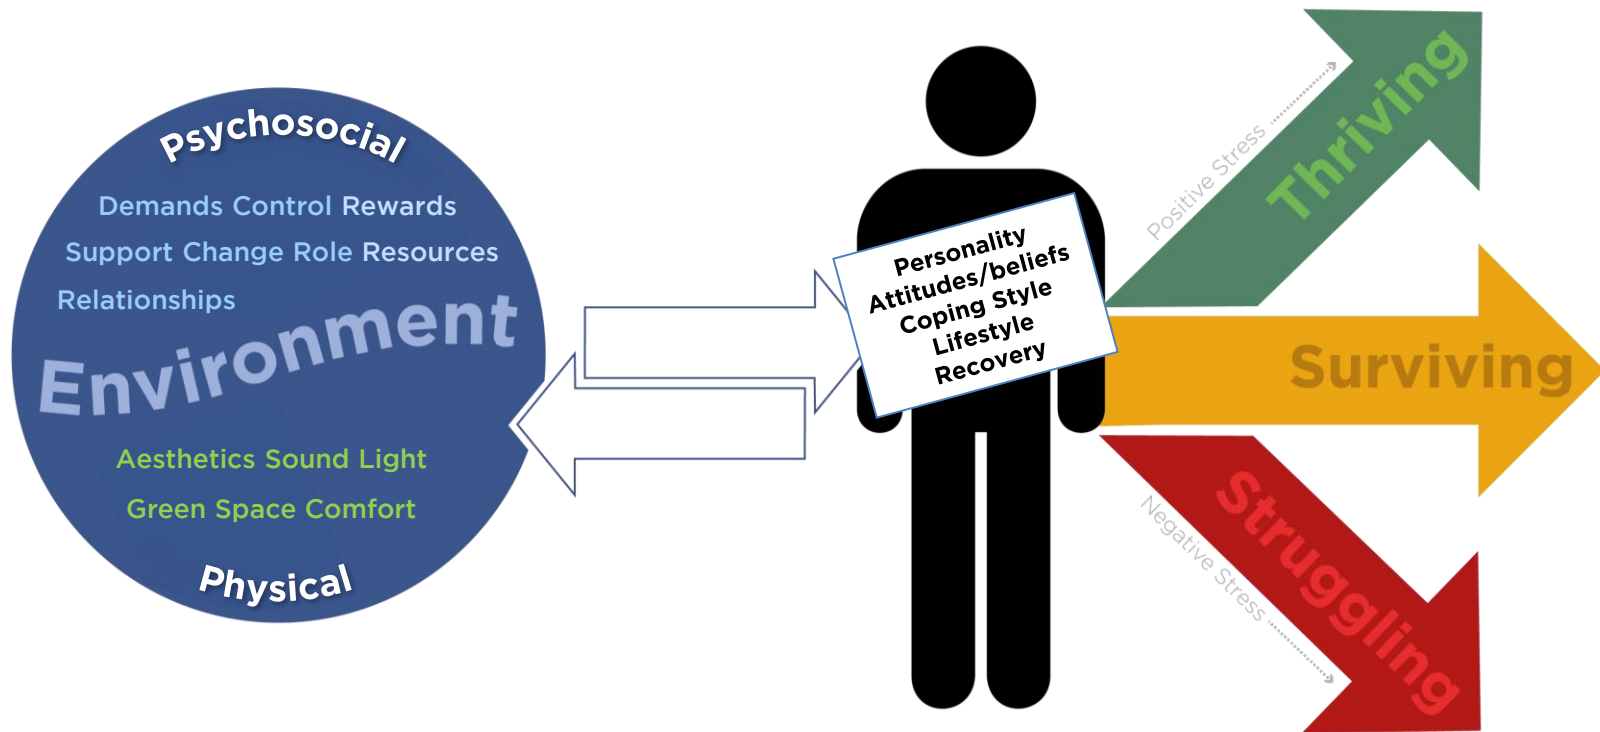 Psychosocial
Demands Control Rewards
Support Change Role Resources
Relationships
Environment
Aesthetics Sound Light
Green Space Comfort
Physical
Personality
Attitudes/beliefs
Coping Style
Lifestyle
Recovery
Positive Stress
Thriving
Surviving
Negative Stress
Struggling